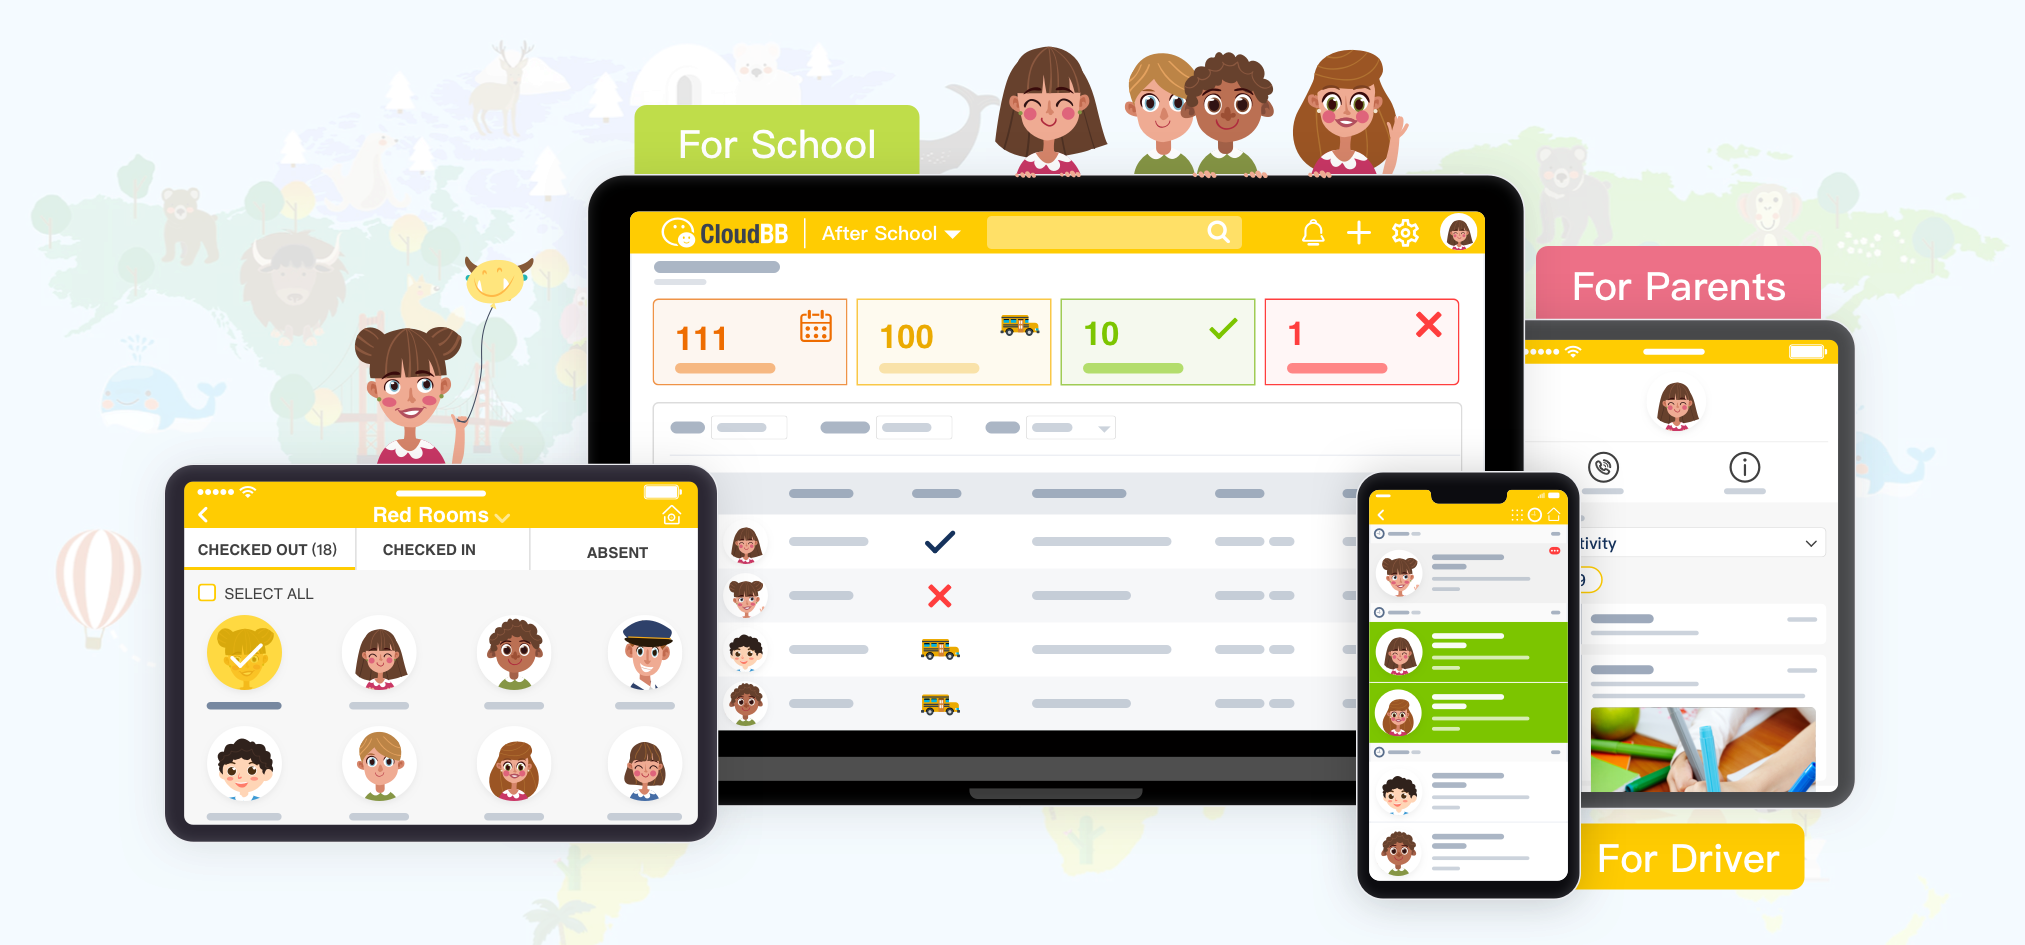 For School
CloudBB
After School
111
100
10
1
For Parents
Red Rooms
CHECKED OUT (18)
CHECKED IN
ABSENT
SELECT ALL
tivity
9
For Driver